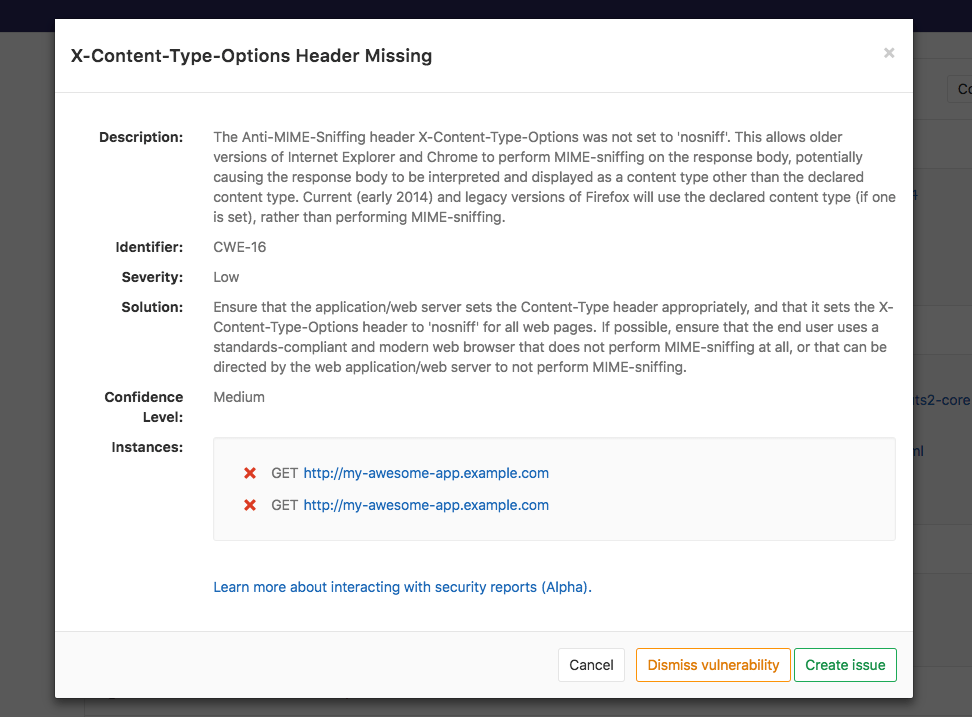 X-Content-Type-Options Header Missing
×
Co
Description:
The Anti-MIME-Sniffing header X-Content-Type-Options was not set to 'nosniff'. This allows older
versions of Internet Explorer and Chrome to perform MIME-sniffing on the response body, potentially
causing the response body to be interpreted and displayed as a content type other than the declared
content type. Current (early 2014) and legacy versions of Firefox will use the declared content type (if one
is set), rather than performing MIME-sniffing.
Identifier:
CWE-16
Severity:
Low
Solution:
Ensure that the application/web server sets the Content-Type header appropriately, and that it sets the X-
Content-Type-Options header to 'nosniff' for all web pages. If possible, ensure that the end user uses a
standards-compliant and modern web browser that does not perform MIME-sniffing at all, or that can be
directed by the web application/web server to not perform MIME-sniffing.
Confidence
Level:
Medium
uts2-core
ml
Instances:
GET http://my-awesome-app.example.com
GET http://my-awesome-app.example.com
Learn more about interacting with security reports (Alpha).
Cancel
Dismiss vulnerability
Create issue